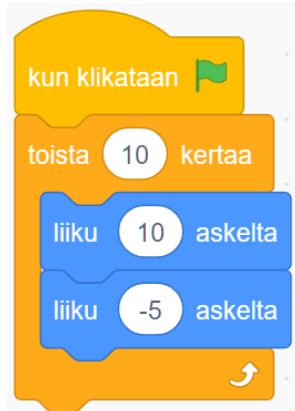 kun klikataan
toista 10 kertaa
liiku 10 askelta
liiku -5 askelta